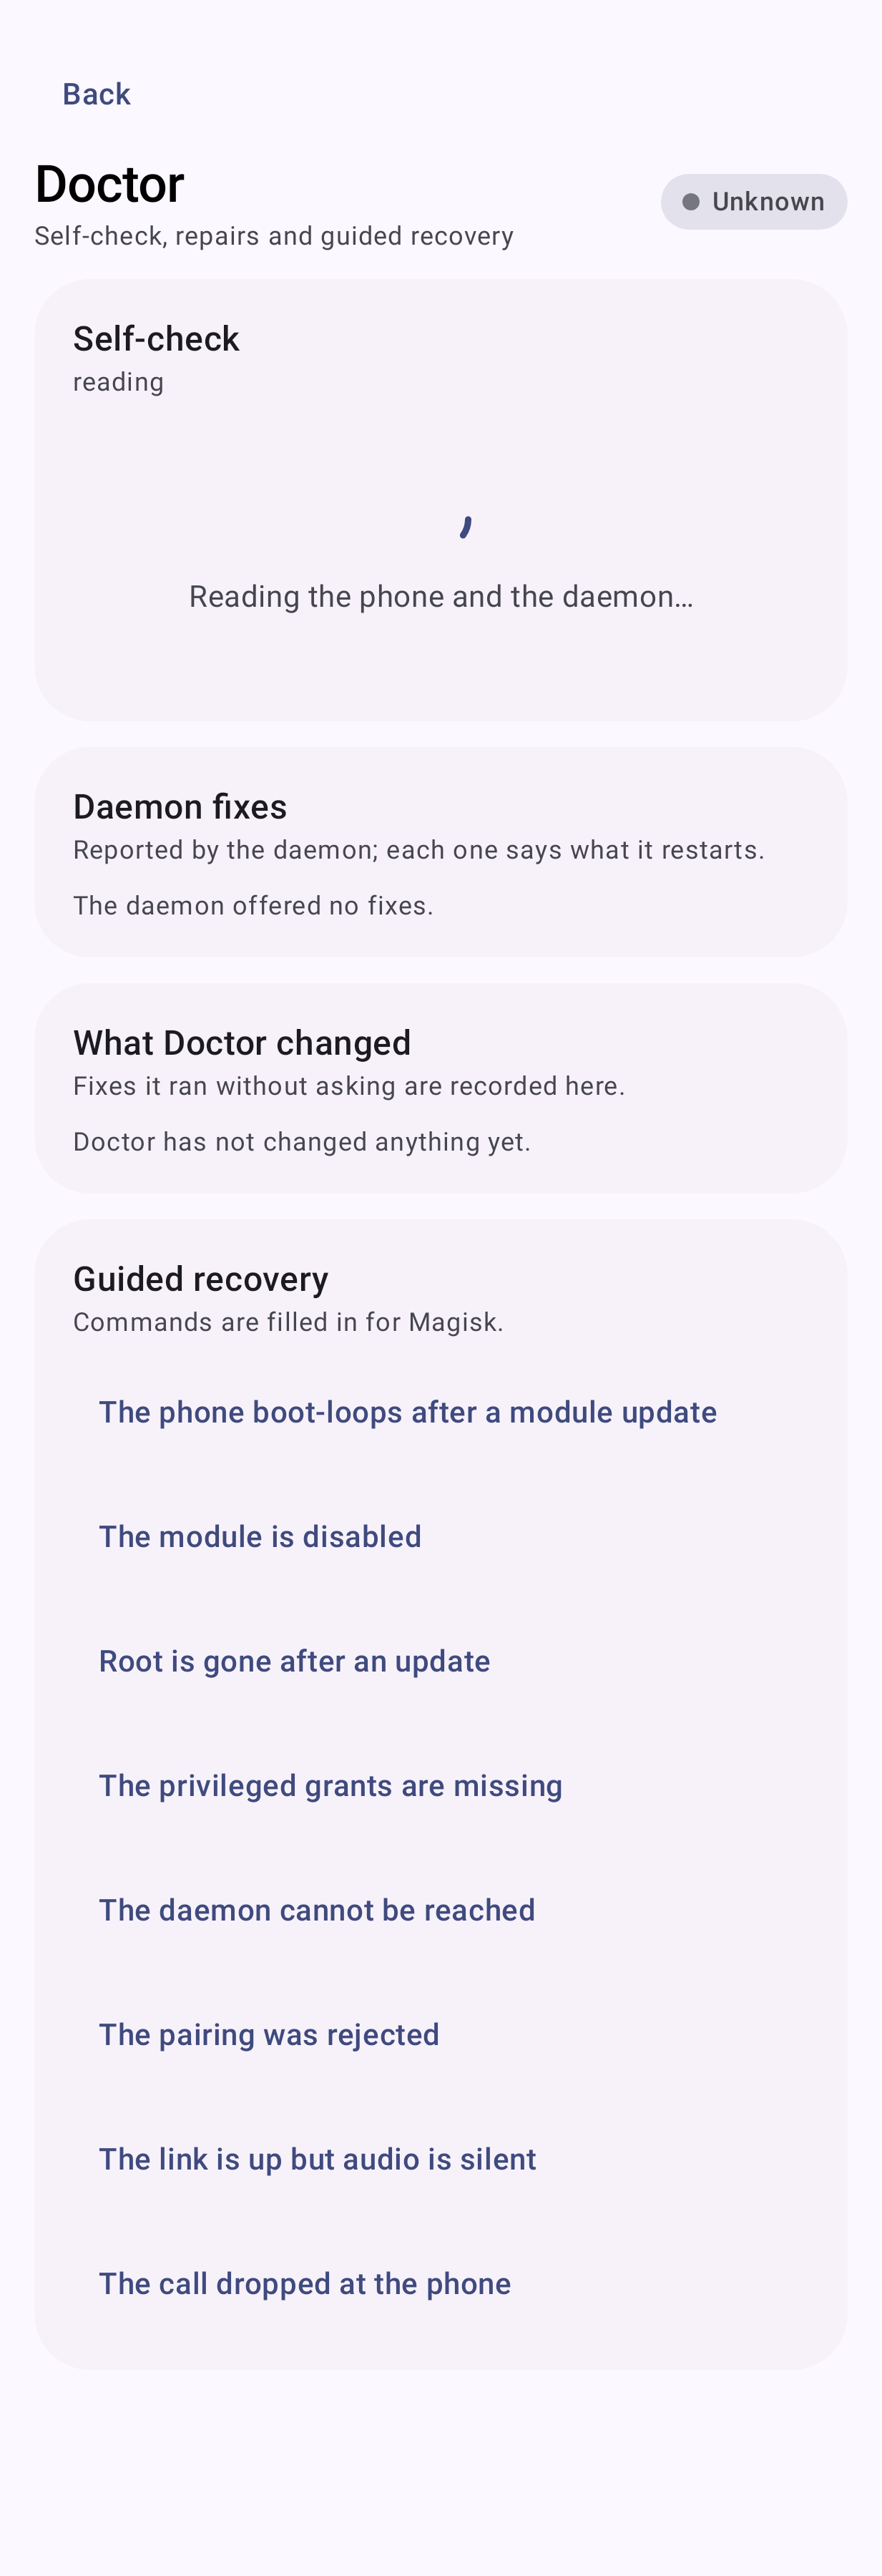 Back
Doctor
Unknown
Self-check, repairs and guided recovery
Self-check
reading
Reading the phone and the daemon…
Daemon fixes
Reported by the daemon; each one says what it restarts.
The daemon offered no fixes.
What Doctor changed
Fixes it ran without asking are recorded here.
Doctor has not changed anything yet.
Guided recovery
Commands are filled in for Magisk.
The phone boot-loops after a module update
The module is disabled
Root is gone after an update
The privileged grants are missing
The daemon cannot be reached
The pairing was rejected
The link is up but audio is silent
The call dropped at the phone